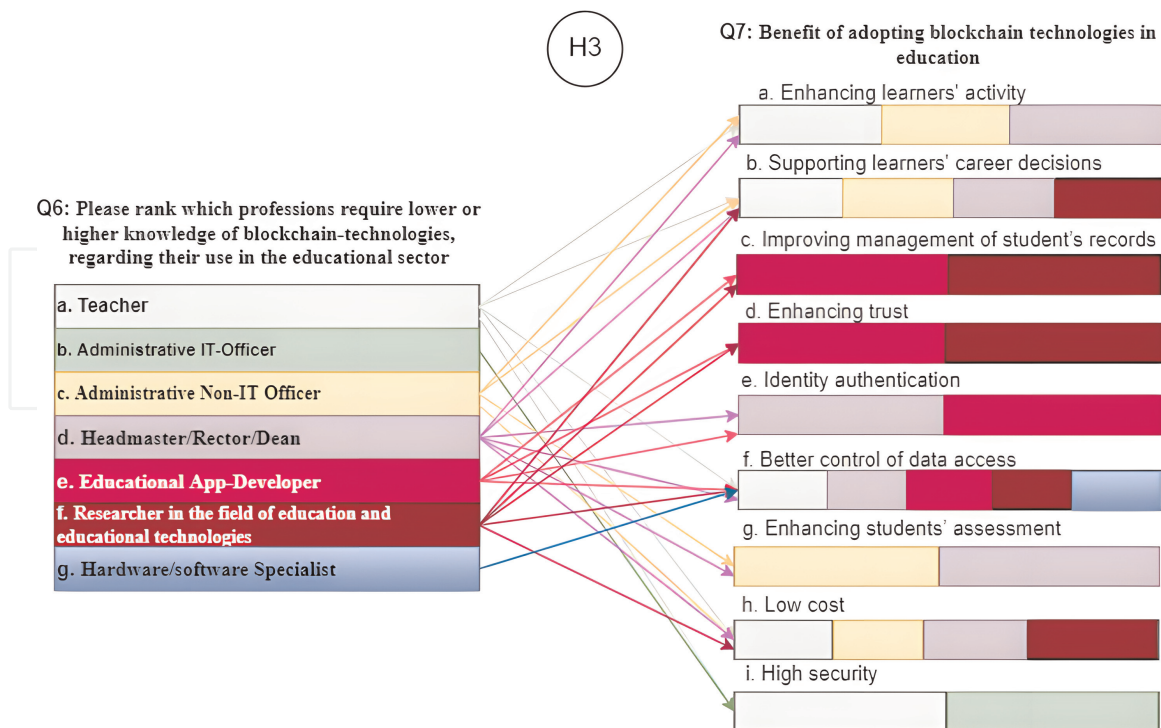 H3
Q6: Please rank which professions require lower or
higher knowledge of blockchain-technologies,
regarding their use in the educational sector
a. Teacher
b. Administrative IT-Officer
c. Administrative Non-IT Officer
d. Headmaster/Rector/Dean
e. Educational App-Developer
f. Researcher in the field of education and
educational technologies
g. Hardware/software Specialist
Q7: Benefit of adopting blockchain technologies in
education
a. Enhancing learners' activity
b. Supporting learners' career decisions
c. Improving management of student's records
d. Enhancing trust
e. Identity authentication
f. Better control of data access
g. Enhancing students' assessment
h. Low cost
i. High security